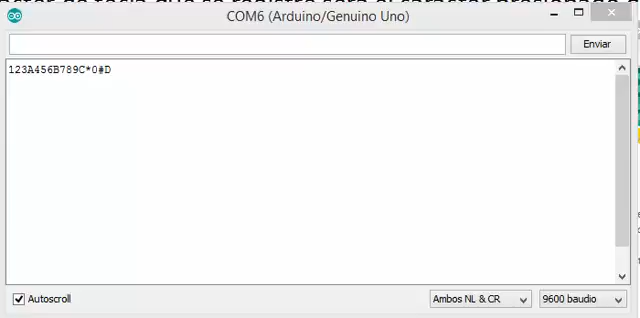 COM6 (Arduino/Genuino Uno)
Enviar
123A456B789C*0#D
Autoscroll
Ambos NL & CR
9600 baudio